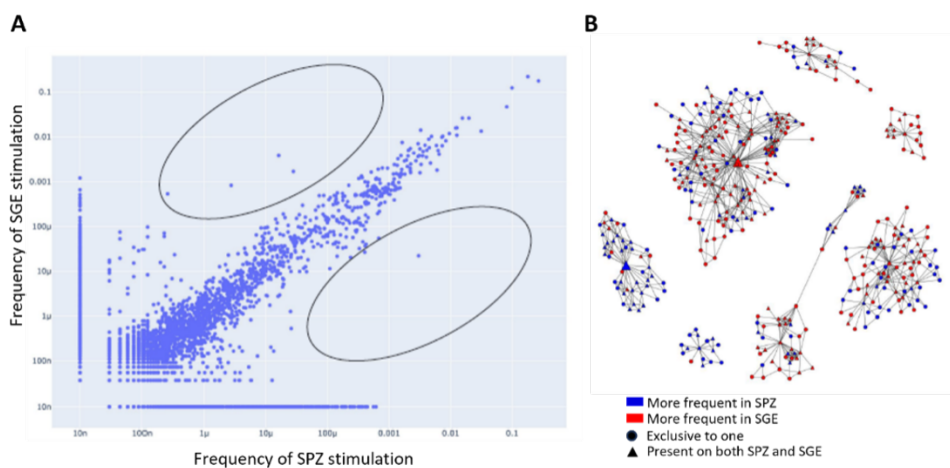 A
B
Frequency of SGE stimulation
0.1
0.01
0.001
100μ
10μ
1μ
100n
10n
10n
100n
1μ
10μ
100μ
0.001
0.01
0.1
Frequency of SPZ stimulation
More frequent in SPZ
More frequent in SGE
Exclusive to one
Present on both SPZ and SGE